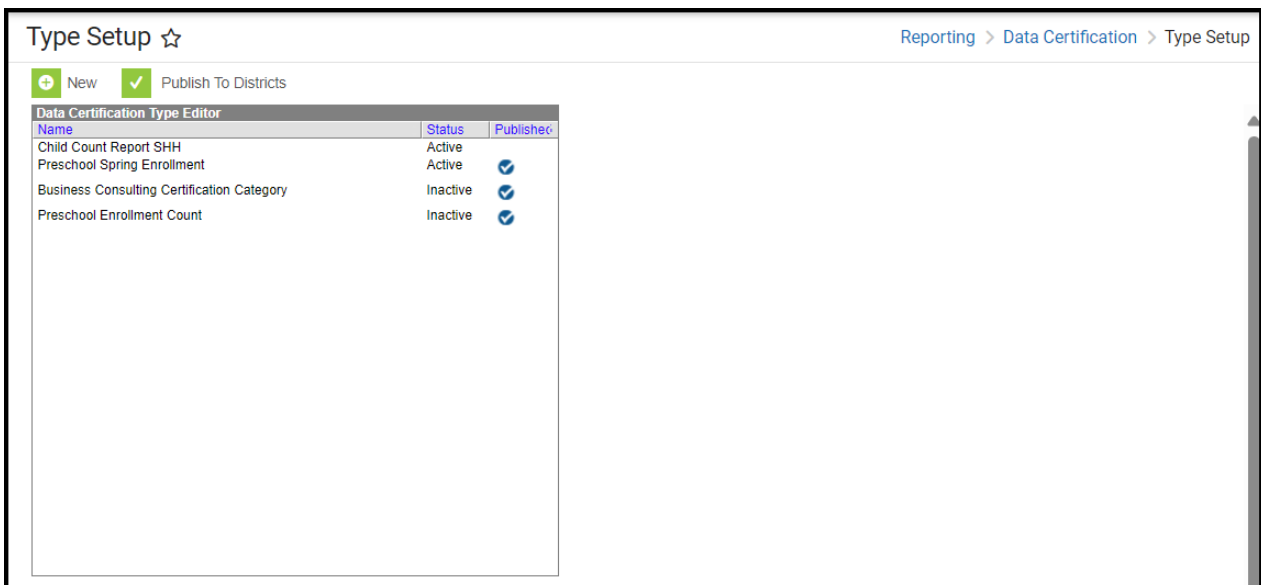 Type Setup
Reporting > Data Certification > Type Setup
New Publish To Districts
Data Certification Type Editor
Name Status Published
Child Count Report SHH Active
Preschool Spring Enrollment Active
Business Consulting Certification Category Inactive
Preschool Enrollment Count Inactive